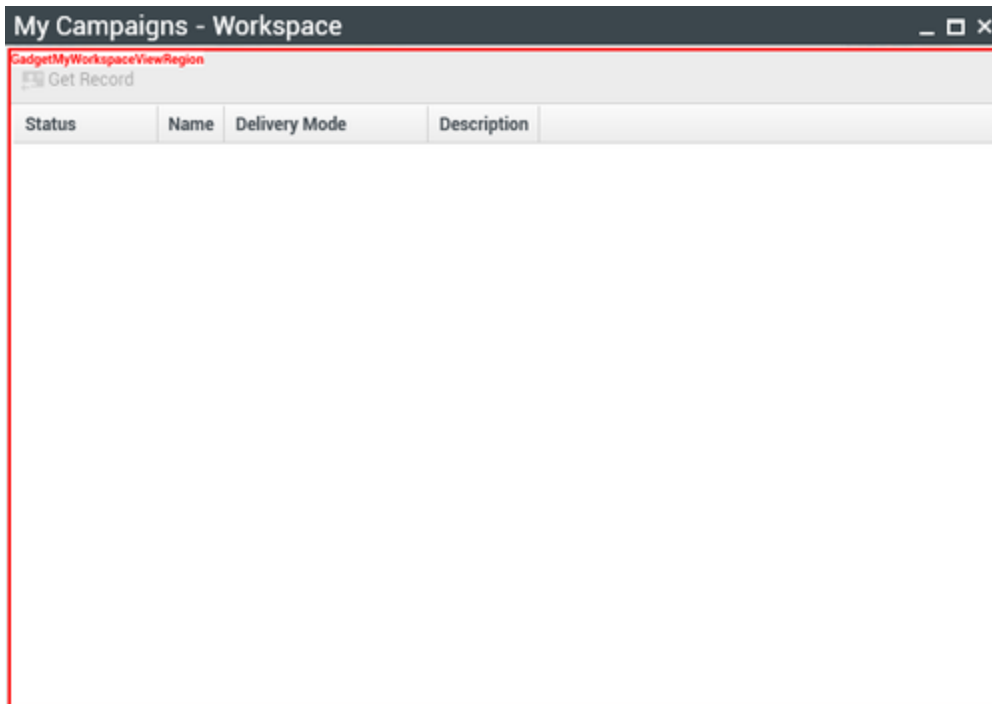 My Campaigns - Workspace
GadgetMyWorkspaceViewRegion
Get Record
Status Name Delivery Mode Description